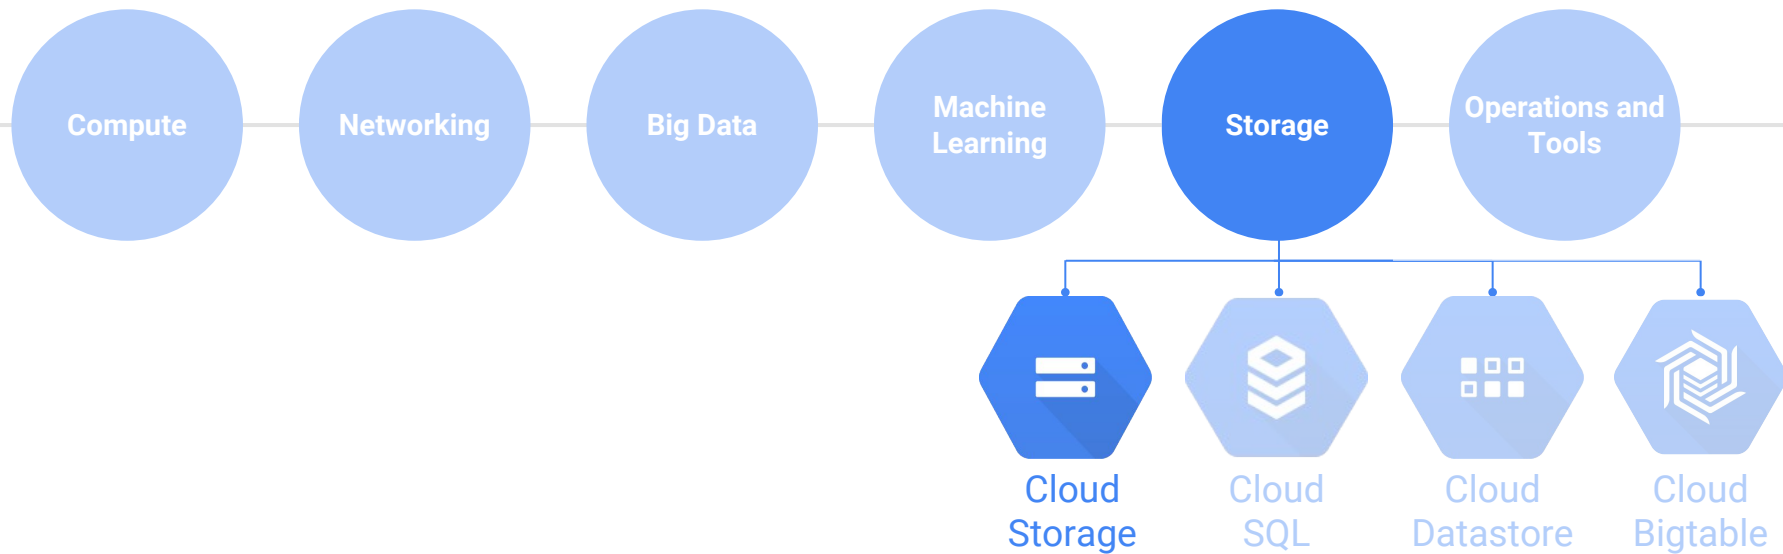 Compute
Networking
Big Data
Machine
Learning
Storage
Operations and
Tools
Cloud
Storage
Cloud
SQL
Cloud
Datastore
Cloud
Bigtable